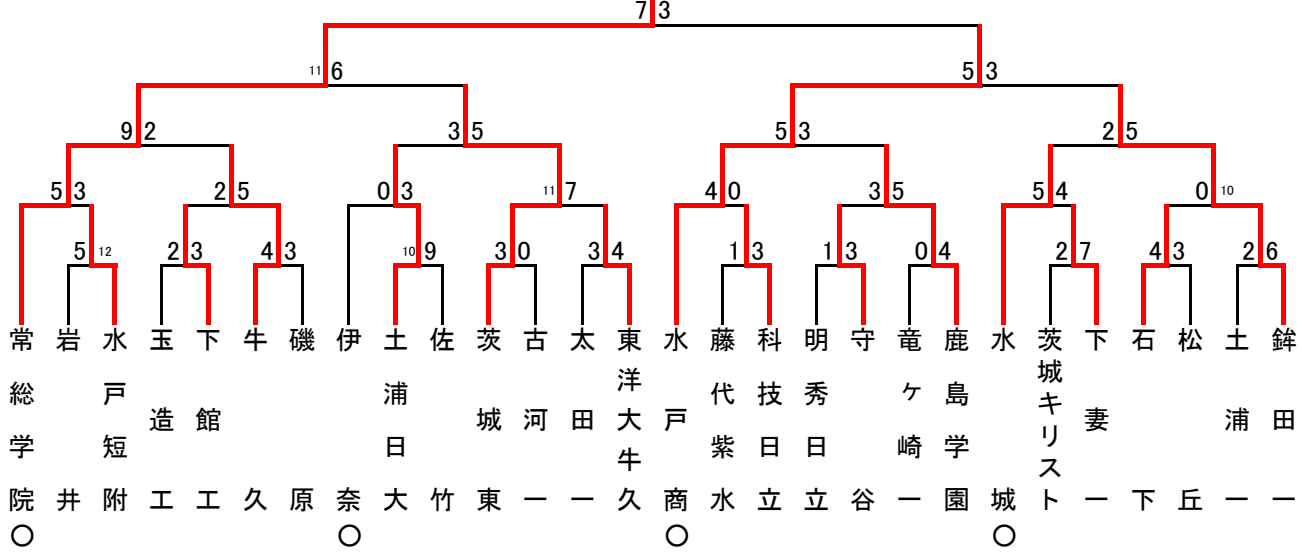 7 3
11 6 5 3
9 2 3 5 5 3 2 5
5 3 2 5 0 3 11 7 4 0 3 5 5 4 0 10
5 12 2 3 4 3 10 9 3 0 3 4 1 3 1 3 0 4 2 7 4 3 2 6
常総学院
岩井
水戸短附
玉造工
下館工
牛久
磯原
伊奈
土浦日大
佐竹
茨城東
古河一
太田一
東洋大牛久
水戸商
藤代紫水
科技日立
明秀日立
守谷
竜ヶ崎一
鹿島学園
水城
茨城キリスト
下妻一
石下
松丘
土浦一
鉾田一
○ ○ ○ ○